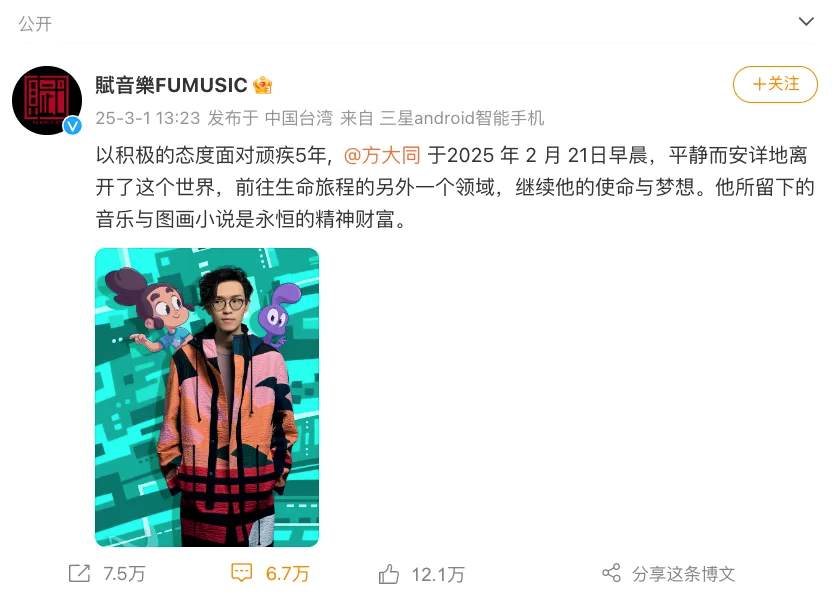 公开
賦音樂FUMUSIC
+关注
25-3-1 13:23 发布于 中国台湾 来自 三星android智能手机
以积极的态度面对顽疾5年，@方大同 于2025 年 2 月 21日早晨，平静而安详地离
开了这个世界，前往生命旅程的另外一个领域，继续他的使命与梦想。他所留下的
音乐与图画小说是永恒的精神财富。
7.5万
6.7万
12.1万
分享这条博文